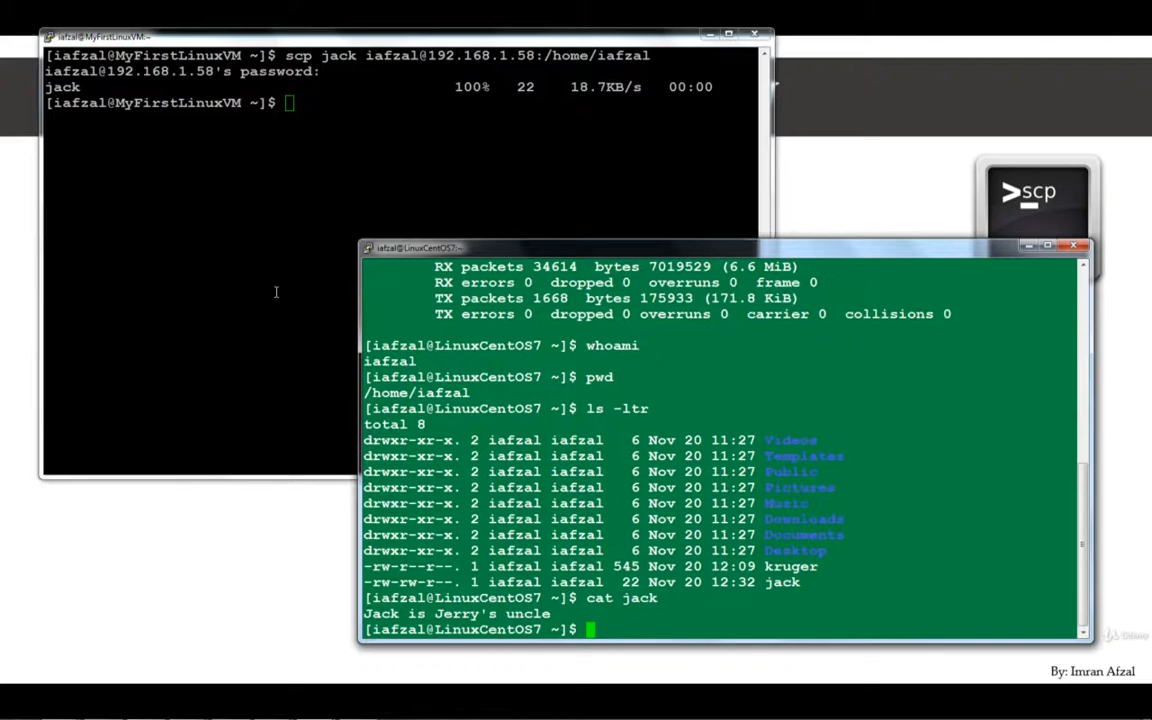 iafzal@MyFirstLinuxVM:~
[iafzal@MyFirstLinuxVM ~]$ scp jack iafzal@192.168.1.58:/home/iafzal
iafzal@192.168.1.58's password:
jack 100% 22 18.7KB/s 00:00
[iafzal@MyFirstLinuxVM ~]$
>scp
iafzal@LinuxCentOS7:~
RX packets 34614 bytes 7019529 (6.6 MiB)
RX errors 0 dropped 0 overruns 0 frame 0
TX packets 1668 bytes 175933 (171.8 KiB)
TX errors 0 dropped 0 overruns 0 carrier 0 collisions 0
[iafzal@LinuxCentOS7 ~]$ whoami
iafzal
[iafzal@LinuxCentOS7 ~]$ pwd
/home/iafzal
[iafzal@LinuxCentOS7 ~]$ ls -ltr
total 8
drwxr-xr-x. 2 iafzal iafzal 6 Nov 20 11:27 Videos
drwxr-xr-x. 2 iafzal iafzal 6 Nov 20 11:27 Templates
drwxr-xr-x. 2 iafzal iafzal 6 Nov 20 11:27 Public
drwxr-xr-x. 2 iafzal iafzal 6 Nov 20 11:27 Pictures
drwxr-xr-x. 2 iafzal iafzal 6 Nov 20 11:27 Music
drwxr-xr-x. 2 iafzal iafzal 6 Nov 20 11:27 Downloads
drwxr-xr-x. 2 iafzal iafzal 6 Nov 20 11:27 Documents
drwxr-xr-x. 2 iafzal iafzal 6 Nov 20 11:27 Desktop
-rw-r--r--. 1 iafzal iafzal 545 Nov 20 12:09 kruger
-rw-rw-r--. 1 iafzal iafzal 22 Nov 20 12:32 jack
[iafzal@LinuxCentOS7 ~]$ cat jack
Jack is Jerry's uncle
[iafzal@LinuxCentOS7 ~]$
Udemy
By: Imran Afzal